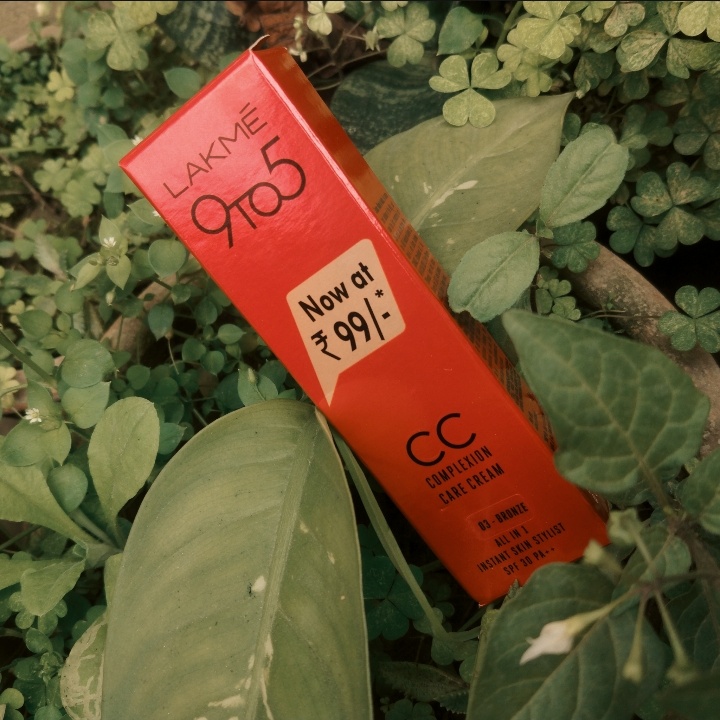 LAKMÉ
9TO5
Now at
₹99/-*
CC
COMPLEXION
CARE CREAM
03 - BRONZE
ALL IN 1
INSTANT SKIN STYLIST
SPF 30 PA++